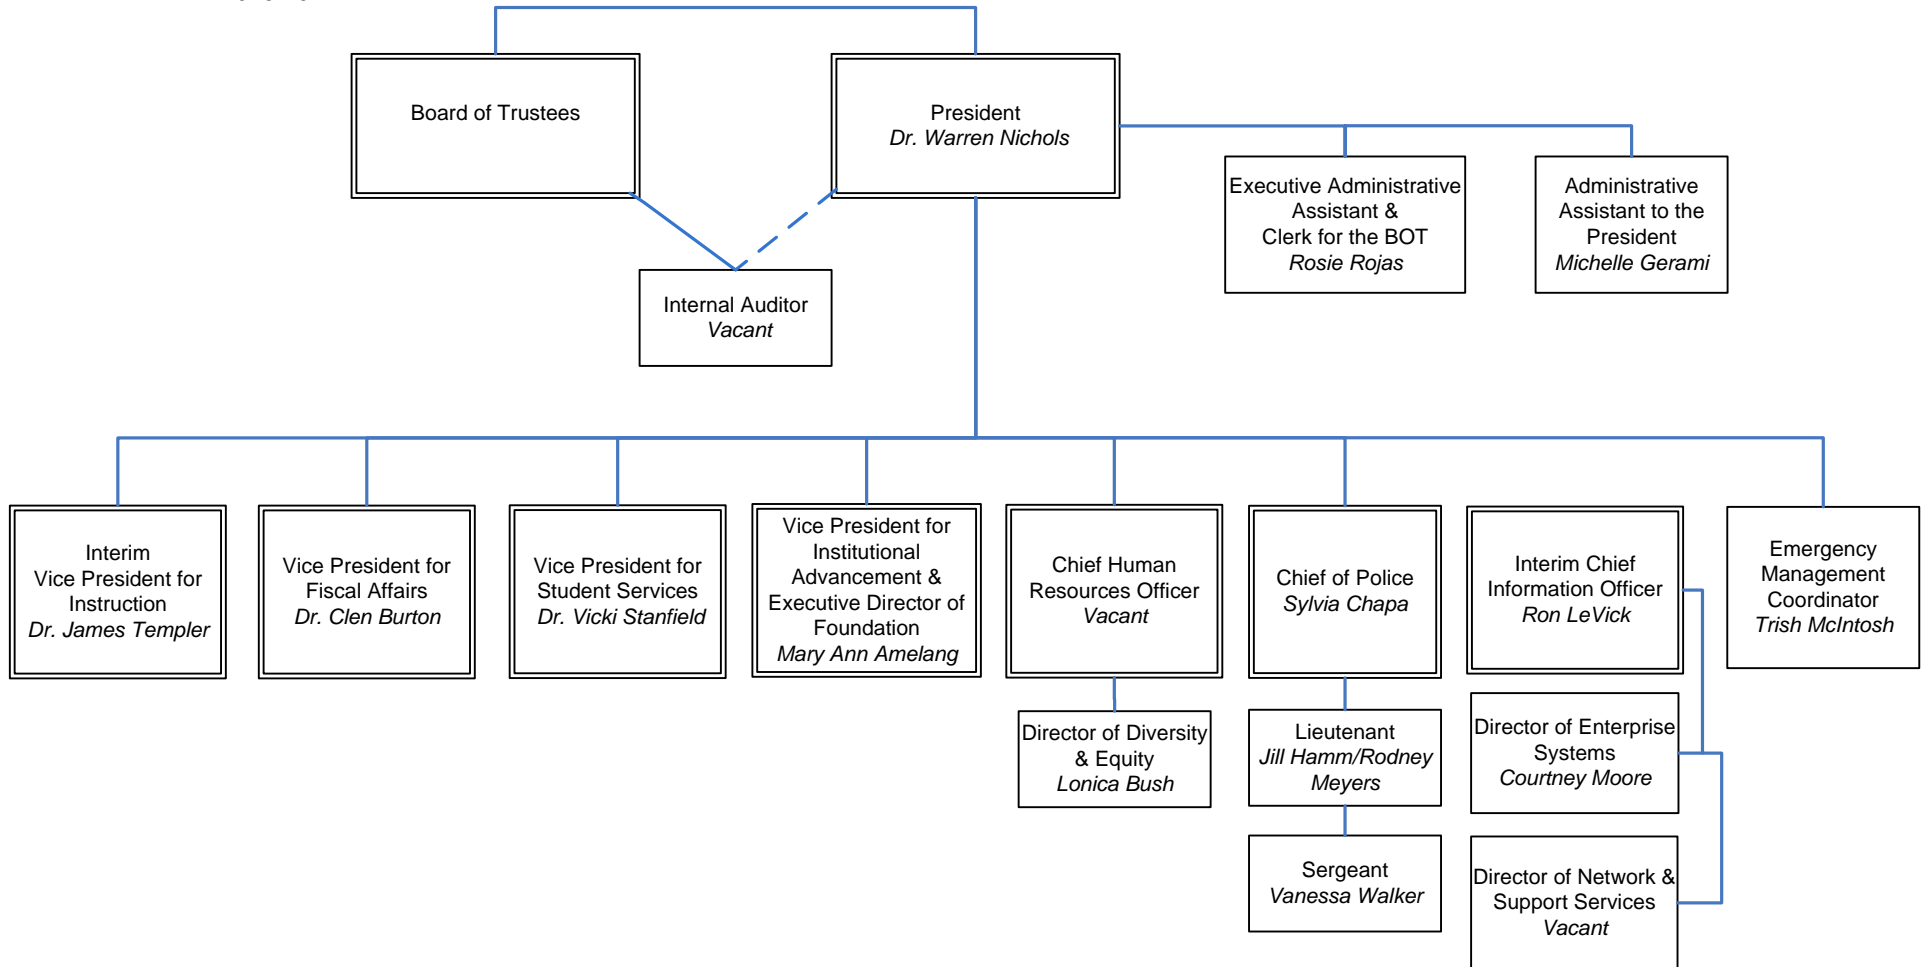 Board of Trustees
President
Dr. Warren Nichols
Executive Administrative
Assistant &
Clerk for the BOT
Rosie Rojas
Administrative
Assistant to the
President
Michelle Gerami
Internal Auditor
Vacant
Interim
Vice President for
Instruction
Dr. James Templer
Vice President for
Fiscal Affairs
Dr. Clen Burton
Vice President for
Student Services
Dr. Vicki Stanfield
Vice President for
Institutional
Advancement &
Executive Director of
Foundation
Mary Ann Amelang
Chief Human
Resources Officer
Vacant
Chief of Police
Sylvia Chapa
Interim Chief
Information Officer
Ron LeVick
Emergency
Management
Coordinator
Trish McIntosh
Director of Diversity
& Equity
Lonica Bush
Lieutenant
Jill Hamm/Rodney
Meyers
Director of Enterprise
Systems
Courtney Moore
Sergeant
Vanessa Walker
Director of Network &
Support Services
Vacant